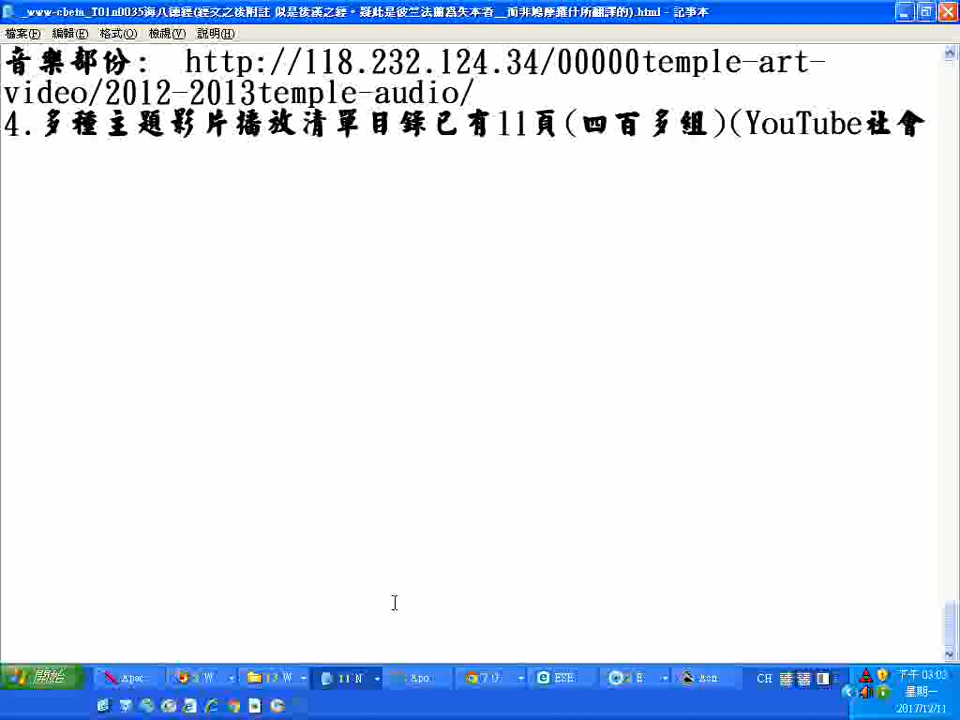 _www-cbeta_T01n0035海八德經(經文之後附註 似是後漢之經。疑此是彼竺法蘭為失本者__而非鳩摩羅什所翻譯的).html - 記事本
檔案(F) 編輯(E) 格式(O) 檢視(V) 說明(H)
音樂部份: http://118.232.124.34/00000temple-art-
video/2012-2013temple-audio/
4.多種主題影片播放清單目錄已有11頁(四百多組)(YouTube社會
開始 11 N ESE CH 下午 03:03
星期一
2017/12/11